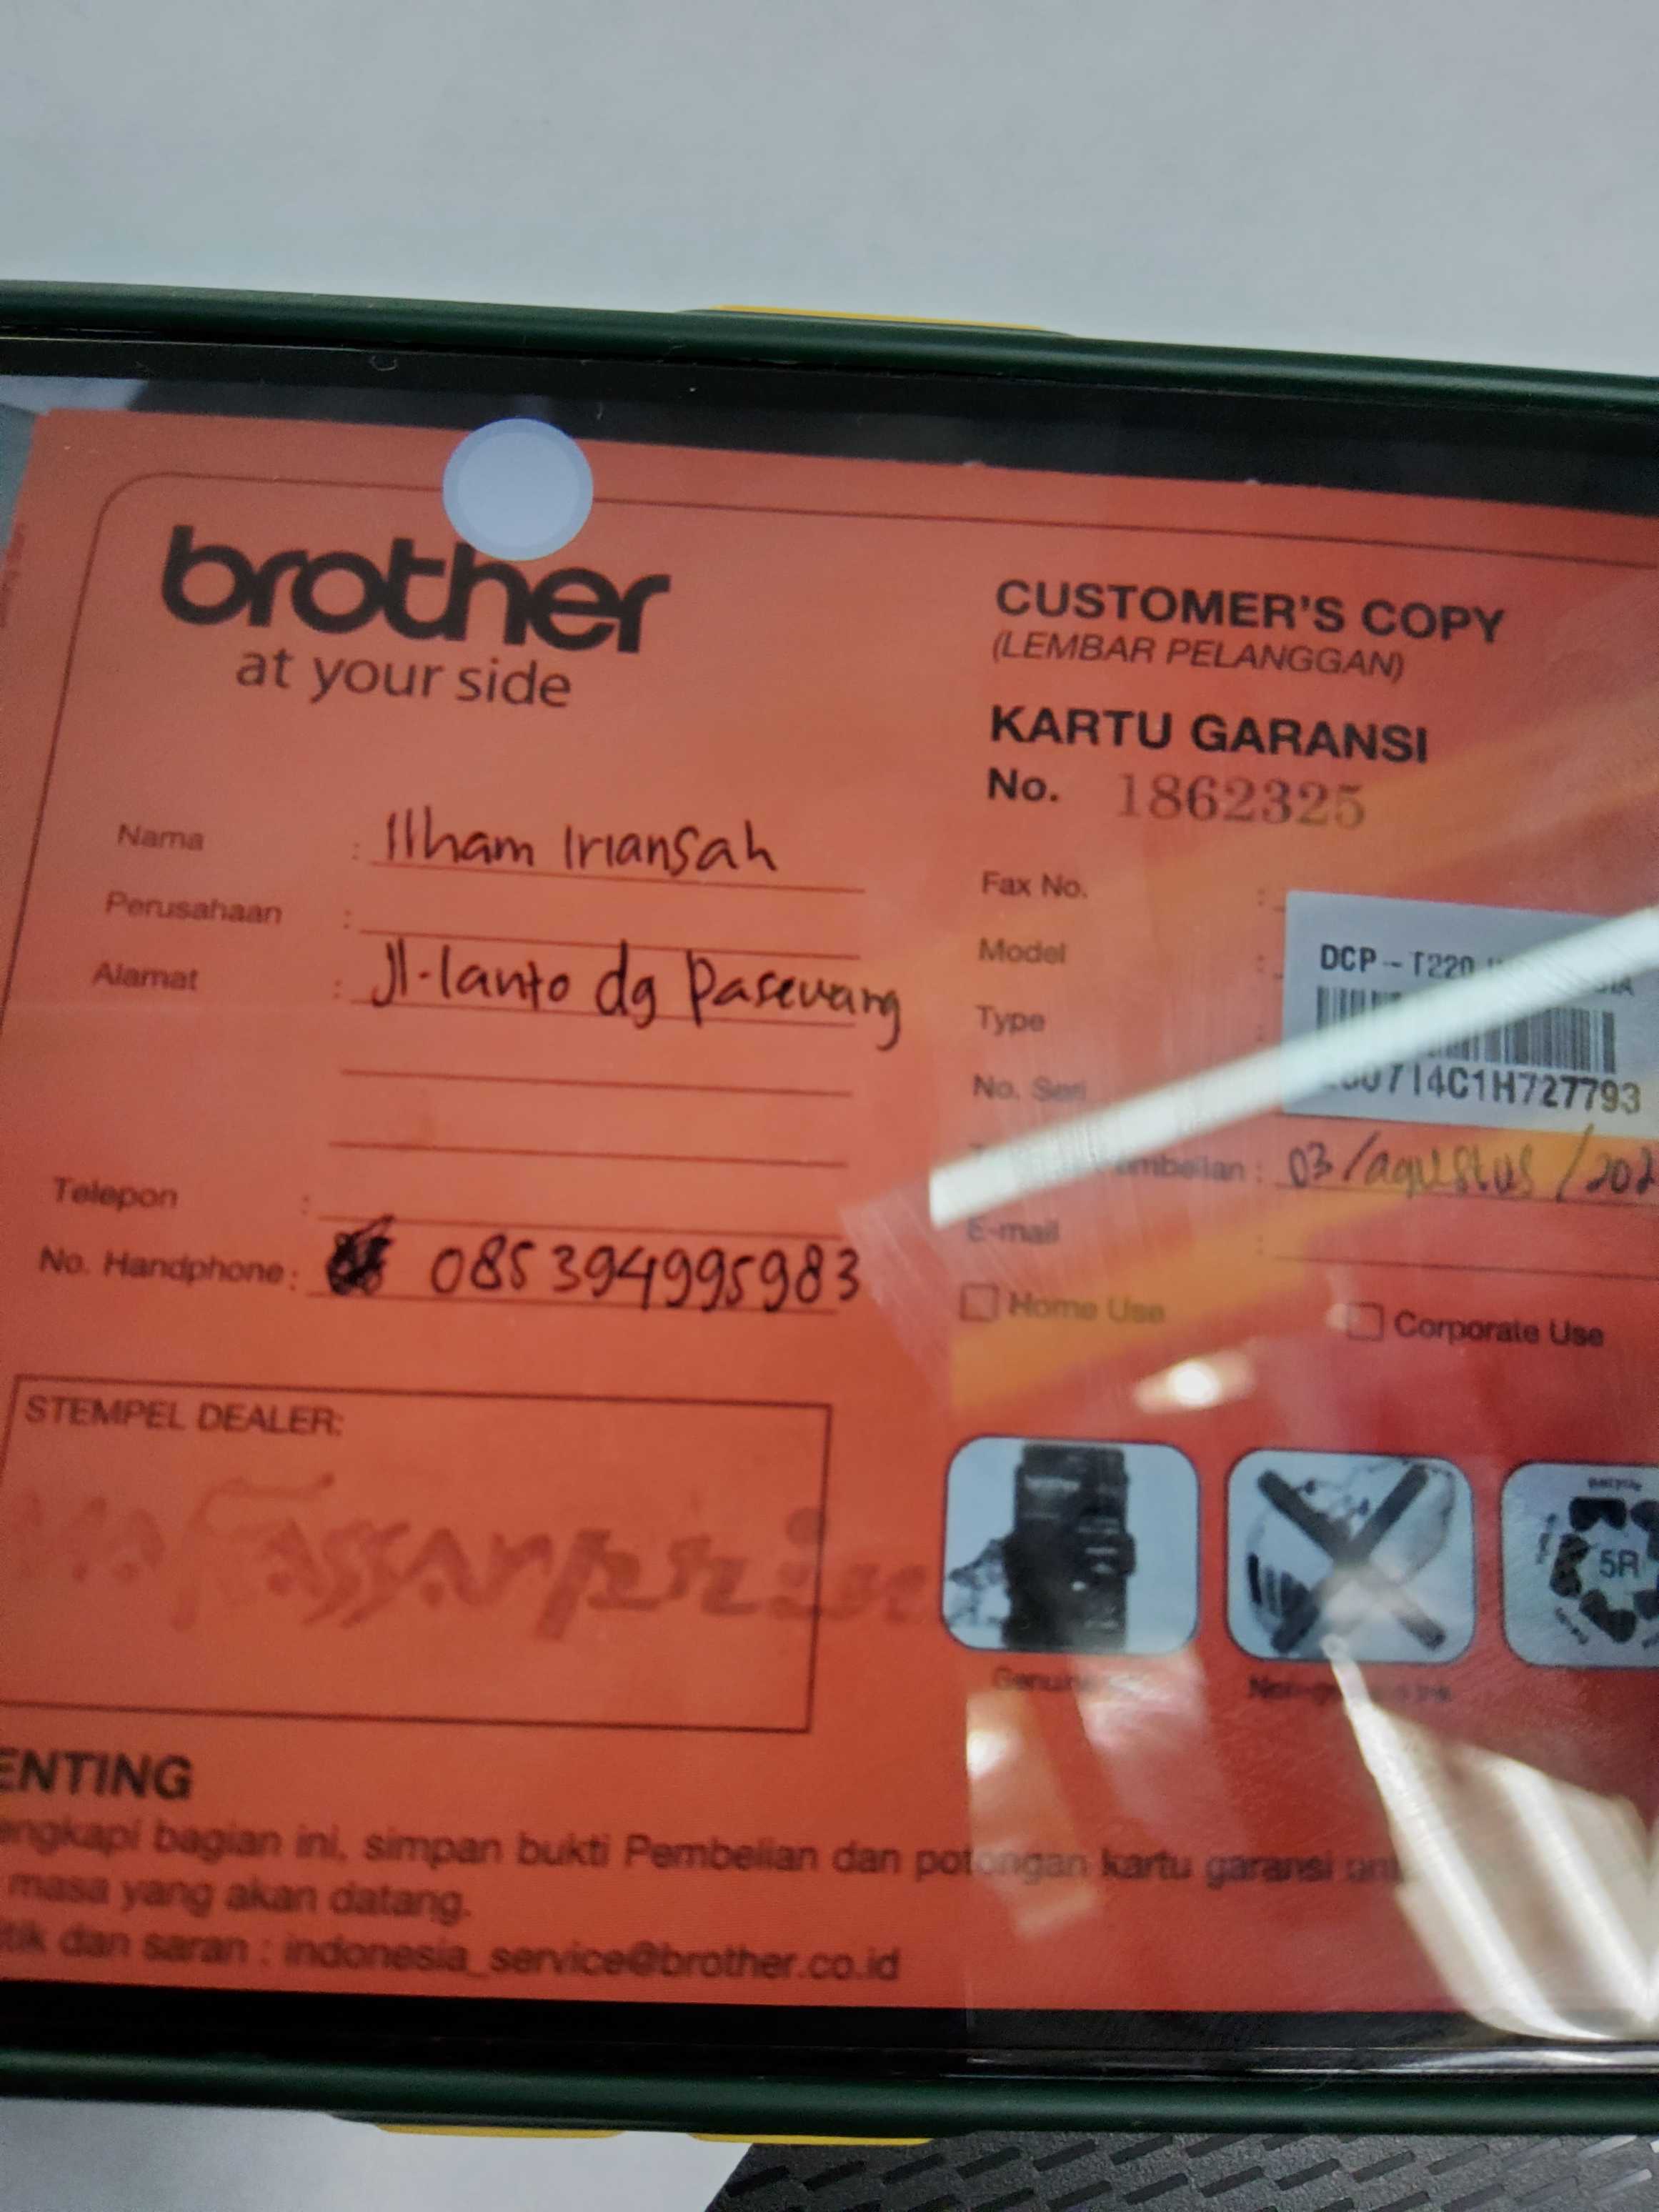 brother
at your side
CUSTOMER'S COPY
(LEMBAR PELANGGAN)
KARTU GARANSI
No. 1862325
Nama : Ilham Iriansah
Perusahaan :
Alamat : Jl. lanto dg Pasewang
Telepon :
No. Handphone : 085394995983
Fax No. :
Model : DCP-T220
Type :
No. Seri 714C1H727793
: 03/agustus/202
E-mail :
Home Use
Corporate Use
STEMPEL DEALER:
5R
ENTING
engkapi bagian ini, simpan bukti Pembelian dan potongan kartu garansi
masa yang akan datang.
tik dan saran : indonesia_service@brother.co.id